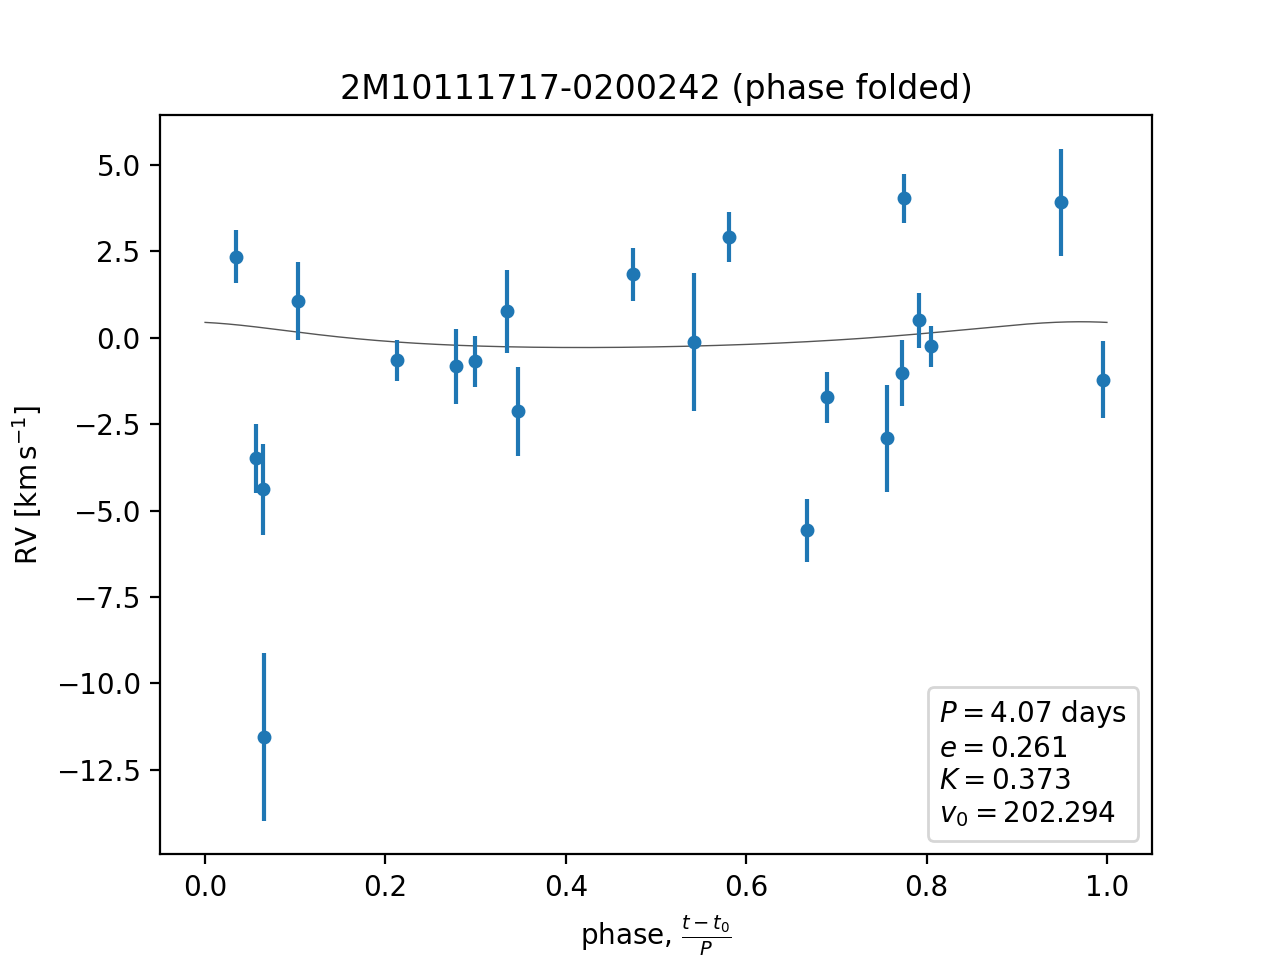 2M10111717-0200242 (phase folded)
RV [km s⁻¹]
5.0
2.5
0.0
−2.5
−5.0
−7.5
−10.0
−12.5
P = 4.07 days
e = 0.261
K = 0.373
v₀ = 202.294
0.0 0.2 0.4 0.6 0.8 1.0
phase, (t − t₀)/P